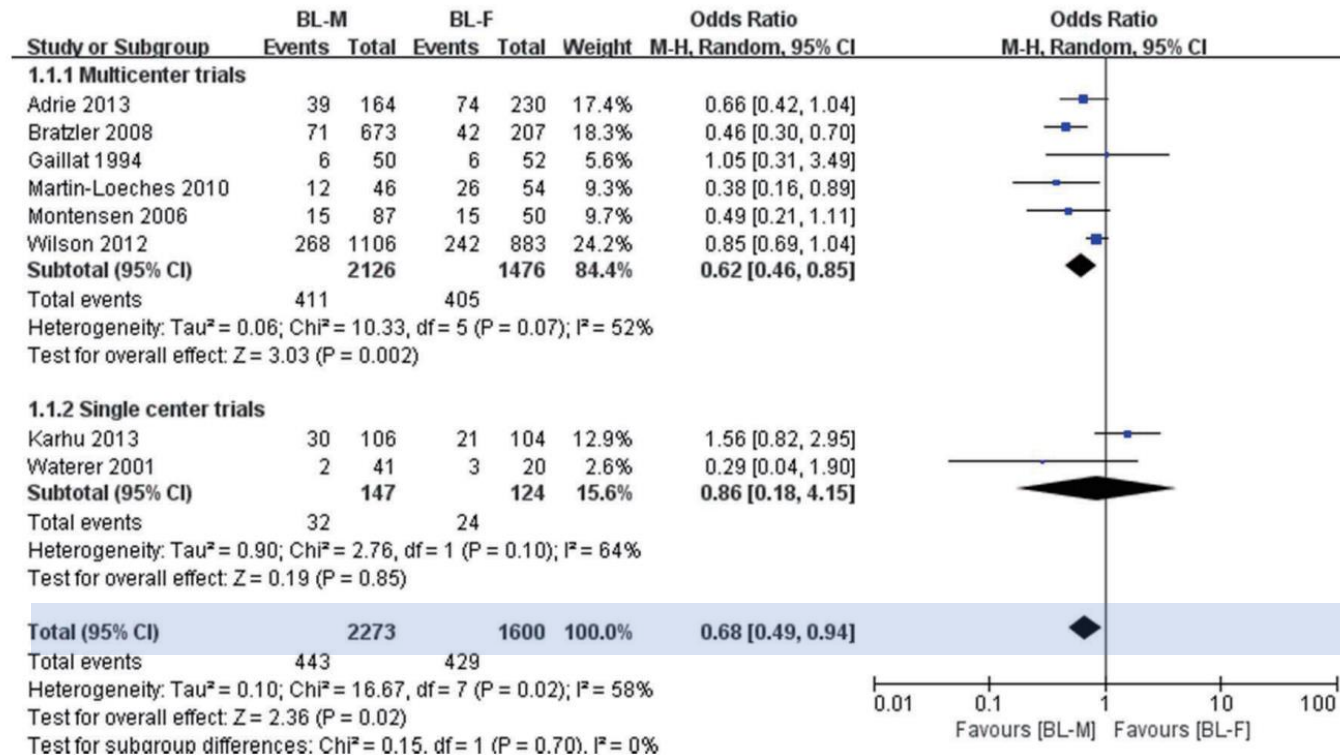 BL-M BL-F Odds Ratio Odds Ratio
Study or Subgroup Events Total Events Total Weight M-H, Random, 95% CI M-H, Random, 95% CI
1.1.1 Multicenter trials
Adrie 2013 39 164 74 230 17.4% 0.66 [0.42, 1.04]
Bratzler 2008 71 673 42 207 18.3% 0.46 [0.30, 0.70]
Gaillat 1994 6 50 6 52 5.6% 1.05 [0.31, 3.49]
Martin-Loeches 2010 12 46 26 54 9.3% 0.38 [0.16, 0.89]
Montensen 2006 15 87 15 50 9.7% 0.49 [0.21, 1.11]
Wilson 2012 268 1106 242 883 24.2% 0.85 [0.69, 1.04]
Subtotal (95% CI) 2126 1476 84.4% 0.62 [0.46, 0.85]
Total events 411 405
Heterogeneity: Tau² = 0.06; Chi² = 10.33, df = 5 (P = 0.07); I² = 52%
Test for overall effect: Z = 3.03 (P = 0.002)
1.1.2 Single center trials
Karhu 2013 30 106 21 104 12.9% 1.56 [0.82, 2.95]
Waterer 2001 2 41 3 20 2.6% 0.29 [0.04, 1.90]
Subtotal (95% CI) 147 124 15.6% 0.86 [0.18, 4.15]
Total events 32 24
Heterogeneity: Tau² = 0.90; Chi² = 2.76, df = 1 (P = 0.10); I² = 64%
Test for overall effect: Z = 0.19 (P = 0.85)
Total (95% CI) 2273 1600 100.0% 0.68 [0.49, 0.94]
Total events 443 429
Heterogeneity: Tau² = 0.10; Chi² = 16.67, df = 7 (P = 0.02); I² = 58%
Test for overall effect: Z = 2.36 (P = 0.02)
Test for subgroup differences: Chi² = 0.15, df = 1 (P = 0.70), I² = 0%
0.01 0.1 1 10 100
Favours [BL-M] Favours [BL-F]